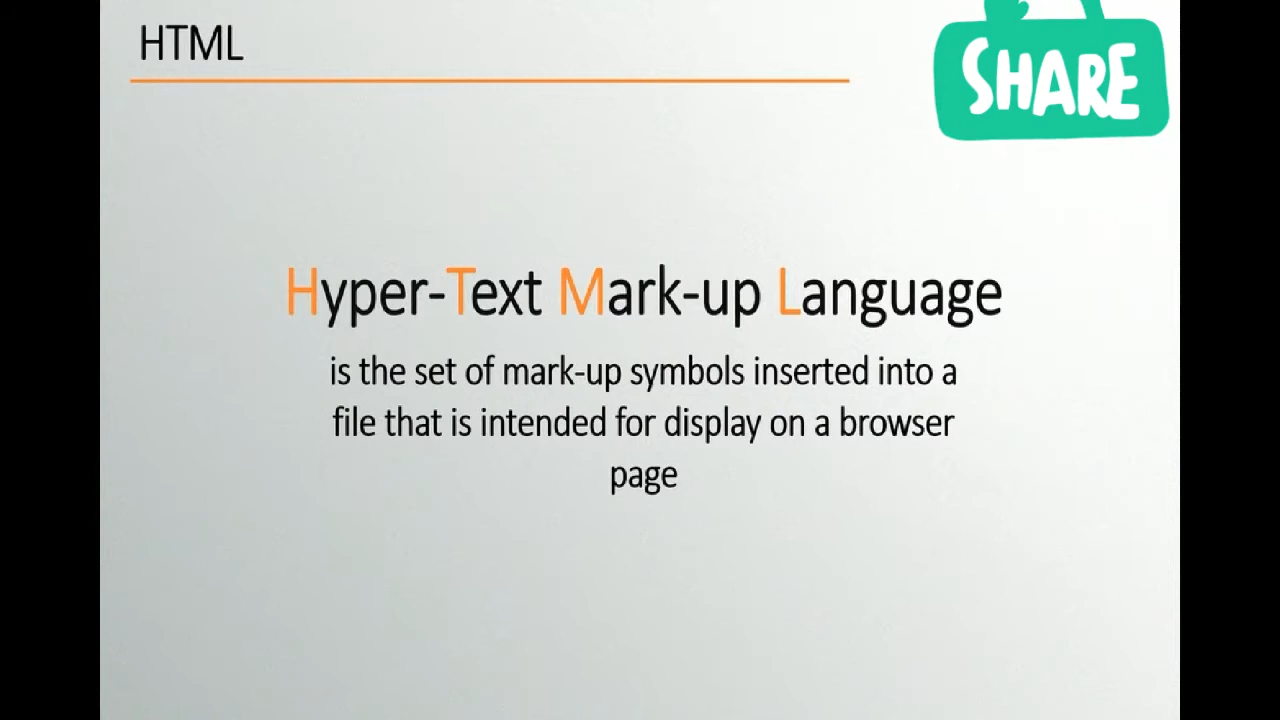 HTML
SHARE
Hyper-Text Mark-up Language
is the set of mark-up symbols inserted into a
file that is intended for display on a browser
page